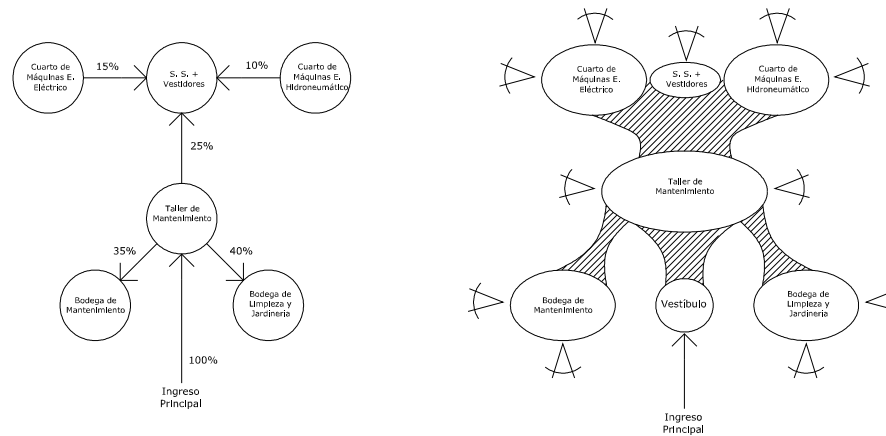 Cuarto de
Máquinas E.
Eléctrico
15%
S. S. +
Vestidores
10%
Cuarto de
Máquinas E.
Hidroneumático
25%
Taller de
Mantenimiento
35%
40%
Bodega de
Mantenimiento
Bodega de
Limpieza y
Jardineria
100%
Ingreso
Principal
Cuarto de
Máquinas E.
Eléctrico
S. S. +
Vestidores
Cuarto de
Máquinas E.
Hidroneumático
Taller de
Mantenimiento
Bodega de
Mantenimiento
Vestíbulo
Bodega de
Limpieza y
Jardineria
Ingreso
Principal